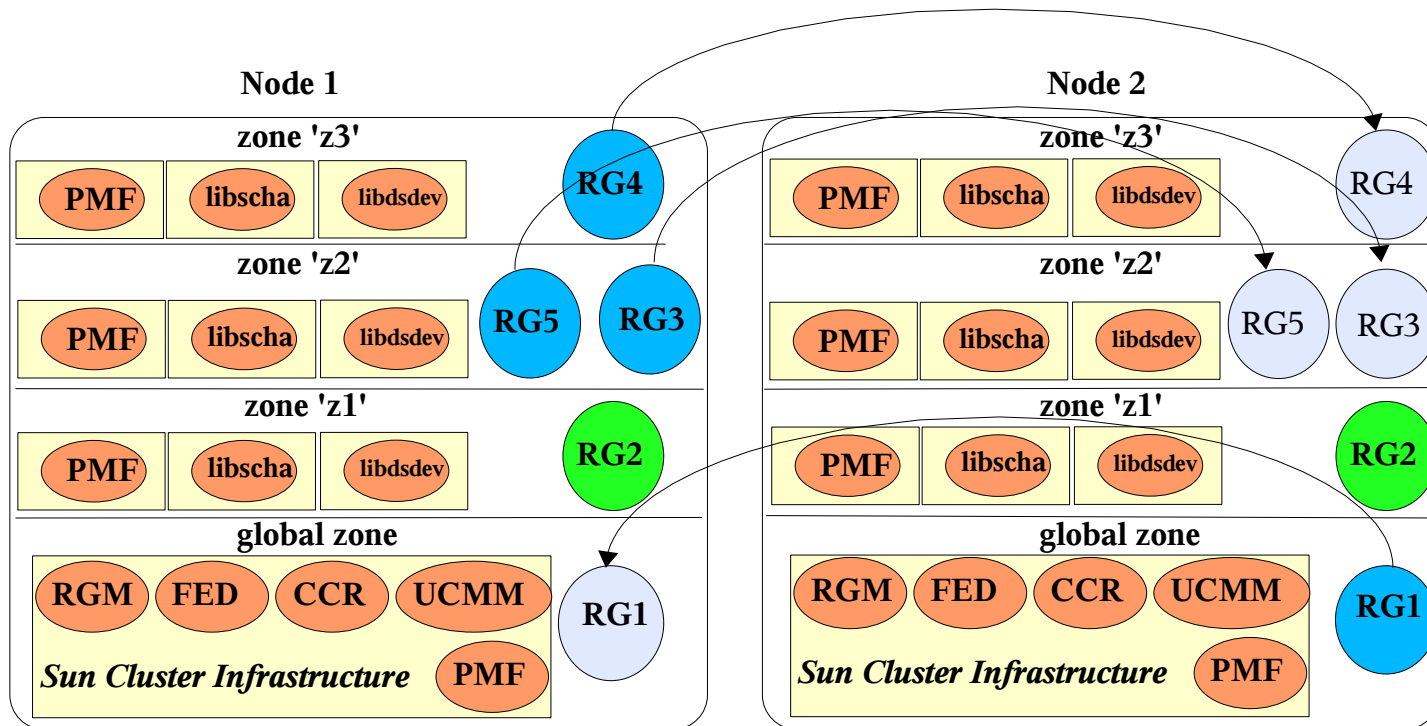 Node 1
zone 'z3'
PMF libscha libdsdev RG4
zone 'z2'
PMF libscha libdsdev RG5 RG3
zone 'z1'
PMF libscha libdsdev RG2
global zone
RGM FED CCR UCMM RG1
Sun Cluster Infrastructure PMF
Node 2
zone 'z3'
PMF libscha libdsdev RG4
zone 'z2'
PMF libscha libdsdev RG5 RG3
zone 'z1'
PMF libscha libdsdev RG2
global zone
RGM FED CCR UCMM RG1
Sun Cluster Infrastructure PMF